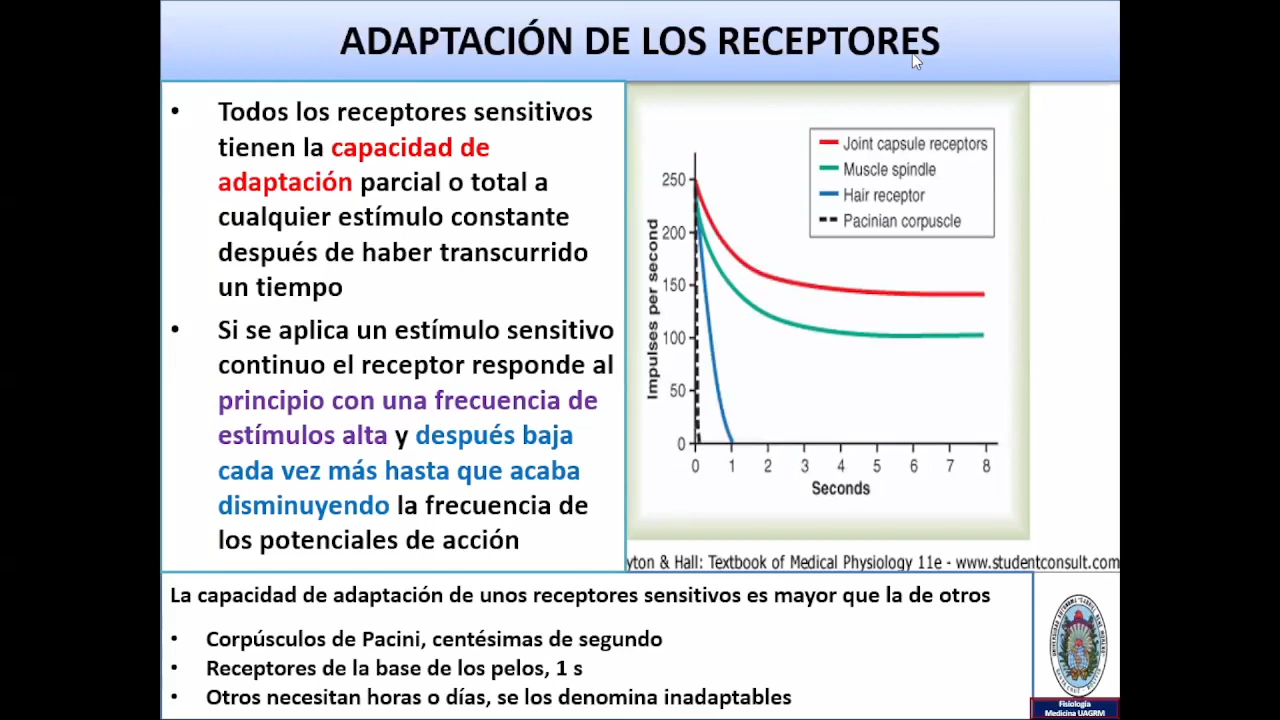 ADAPTACIÓN DE LOS RECEPTORES
• Todos los receptores sensitivos
tienen la capacidad de
adaptación parcial o total a
cualquier estímulo constante
después de haber transcurrido
un tiempo
• Si se aplica un estímulo sensitivo
continuo el receptor responde al
principio con una frecuencia de
estímulos alta y después baja
cada vez más hasta que acaba
disminuyendo la frecuencia de
los potenciales de acción
Joint capsule receptors
Muscle spindle
Hair receptor
Pacinian corpuscle
Impulses per second
250
200
150
100
50
0
0 1 2 3 4 5 6 7 8
Seconds
yton & Hall: Textbook of Medical Physiology 11e - www.studentconsult.com
La capacidad de adaptación de unos receptores sensitivos es mayor que la de otros
• Corpúsculos de Pacini, centésimas de segundo
• Receptores de la base de los pelos, 1 s
• Otros necesitan horas o días, se los denomina inadaptables
Fisiología
Medicina UAGRM